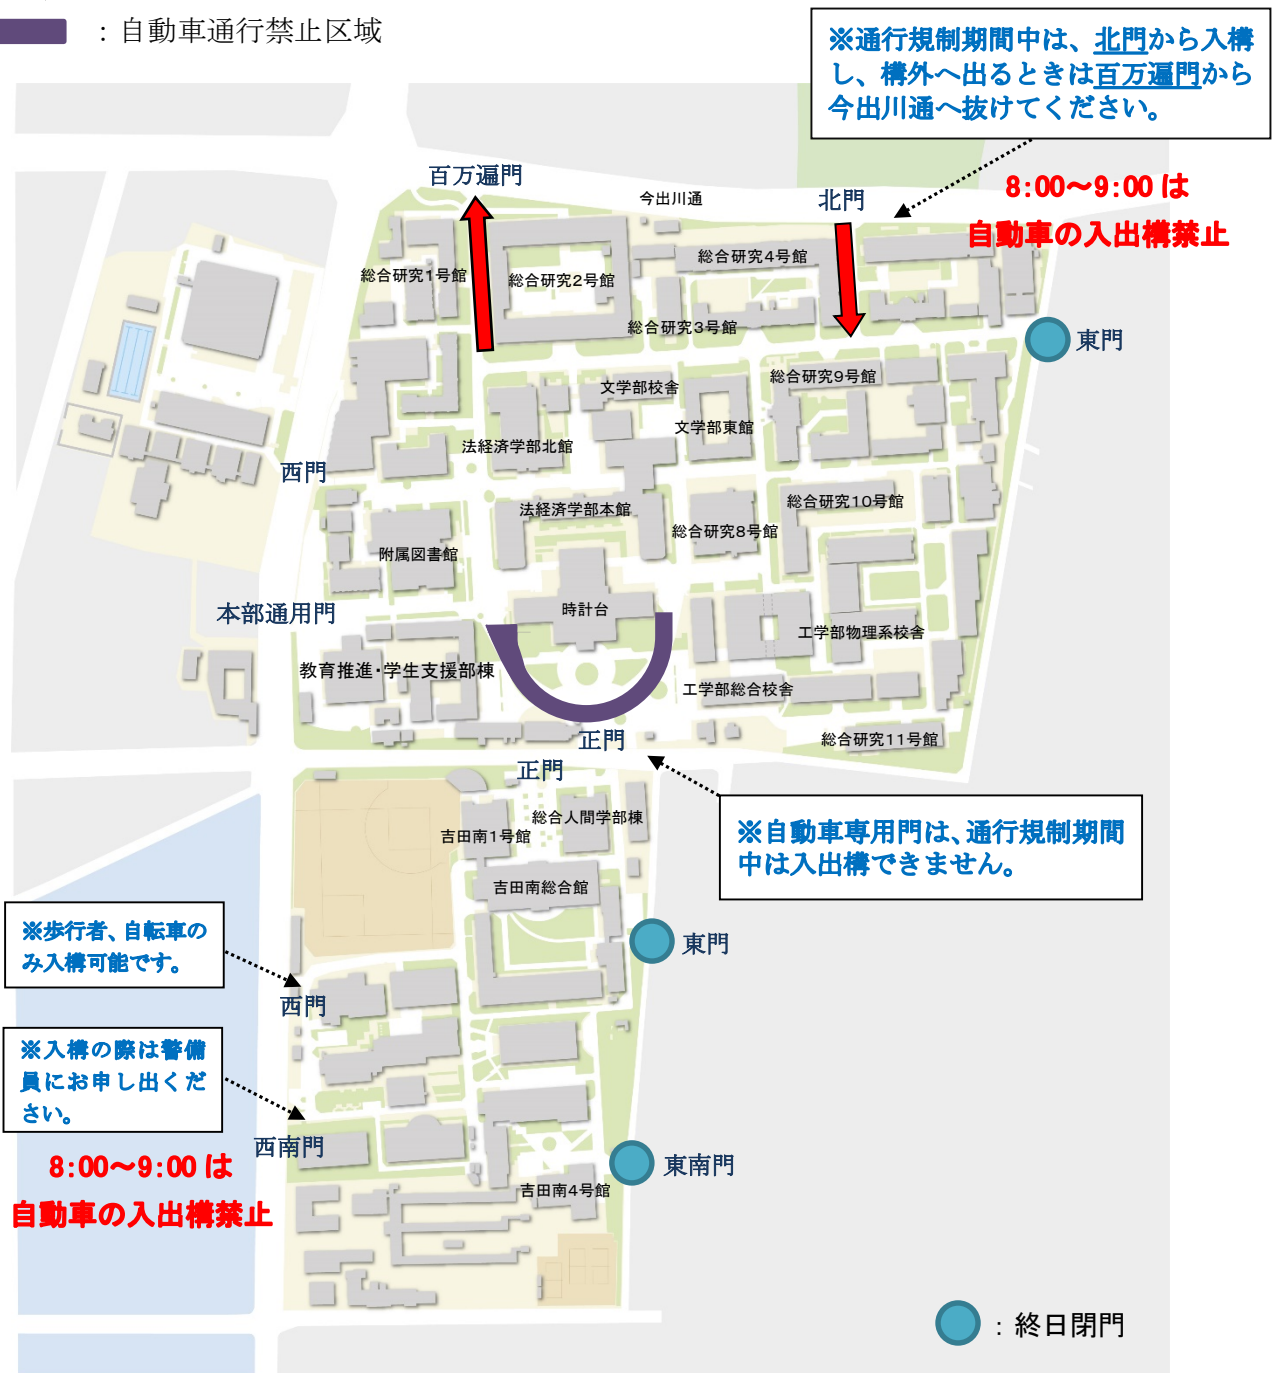 ：自動車通行禁止区域
※通行規制期間中は、北門から入構
し、構外へ出るときは百万遍門から
今出川通へ抜けてください。
百万遍門
今出川通
北門
8:00～9:00 は
自動車の入出構禁止
総合研究1号館
総合研究2号館
総合研究4号館
総合研究3号館
東門
文学部校舎
総合研究9号館
文学部東館
法経済学部北館
西門
法経済学部本館
総合研究10号館
総合研究8号館
附属図書館
本部通用門
時計台
工学部物理系校舎
教育推進・学生支援部棟
工学部総合校舎
正門
総合研究11号館
正門
※自動車専用門は、通行規制期間
中は入出構できません。
総合人間学部棟
吉田南1号館
吉田南総合館
※歩行者、自転車の
み入構可能です。
東門
西門
※入構の際は警備
員にお申し出くだ
さい。
西南門
8:00～9:00 は
自動車の入出構禁止
東南門
吉田南4号館
：終日閉門